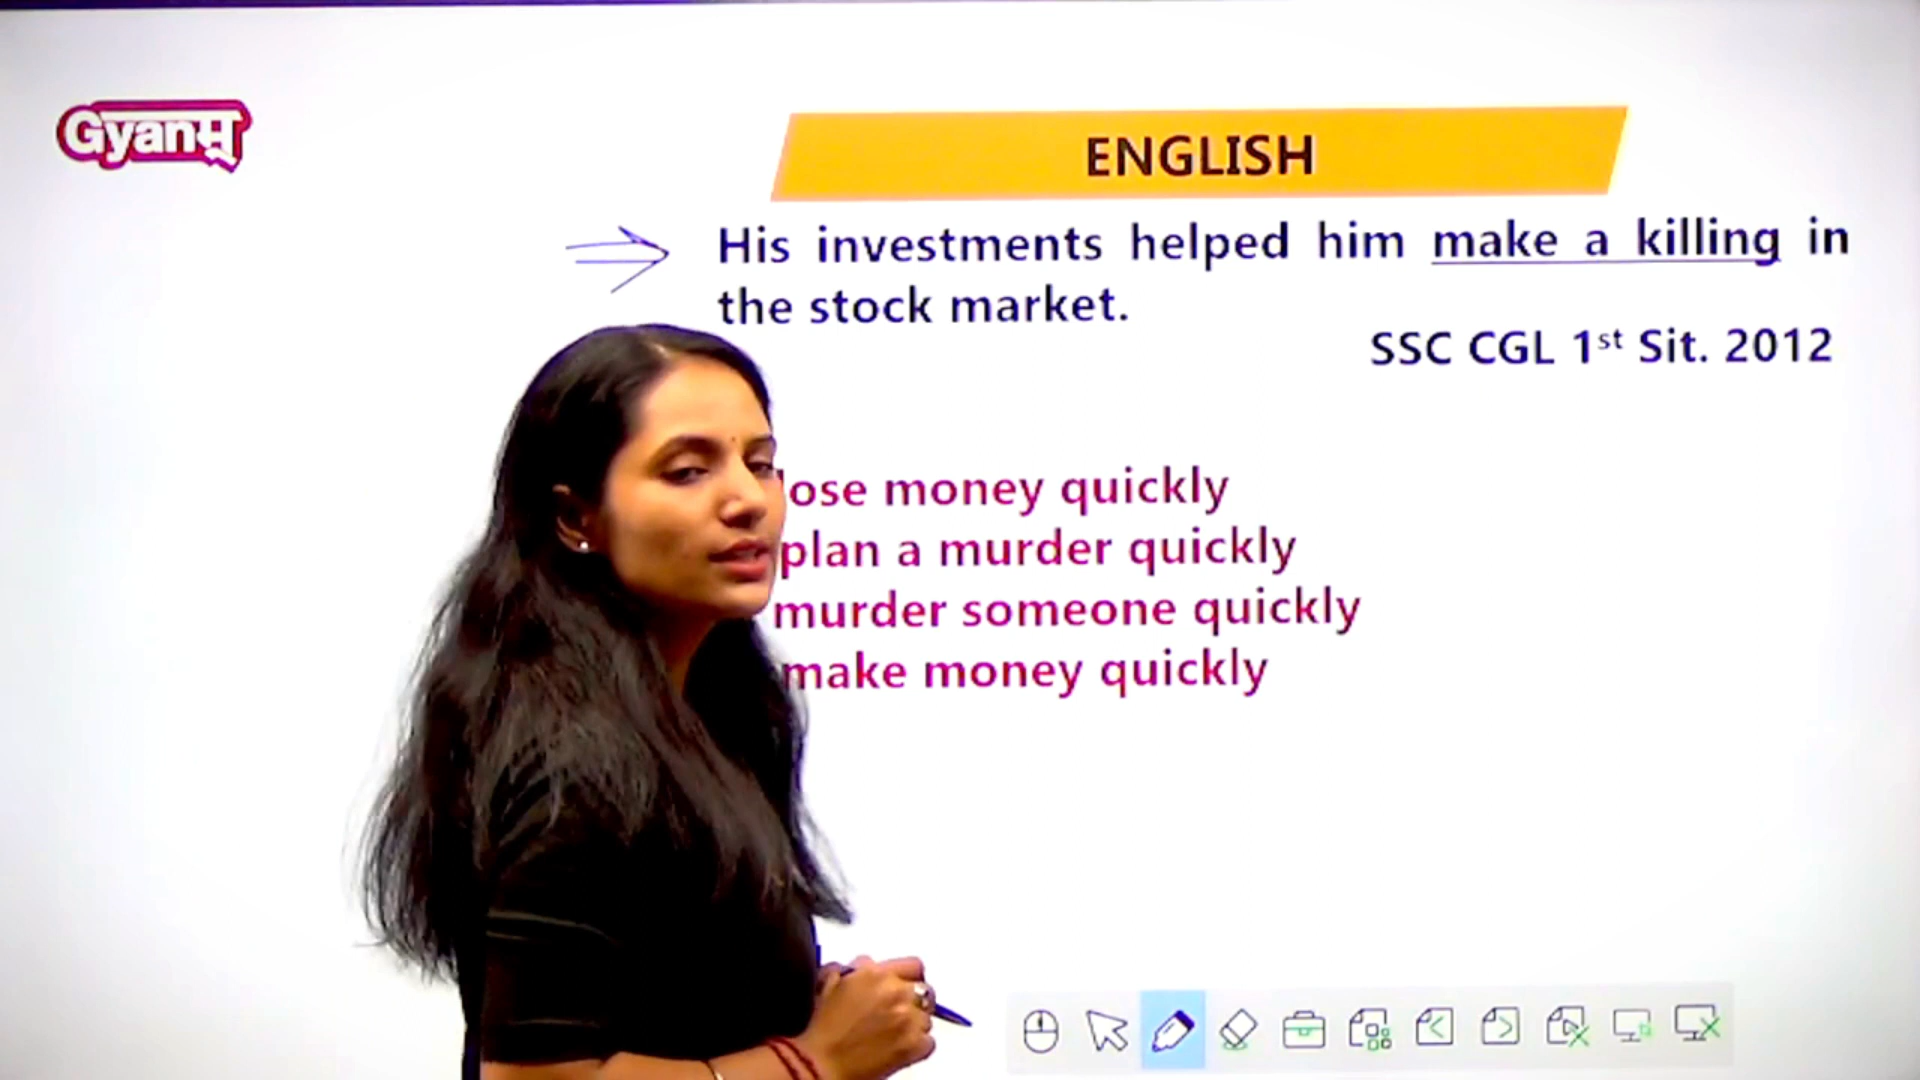 Gyanम्
ENGLISH
His investments helped him make a killing in
the stock market.
SSC CGL 1st Sit. 2012
lose money quickly
plan a murder quickly
murder someone quickly
make money quickly